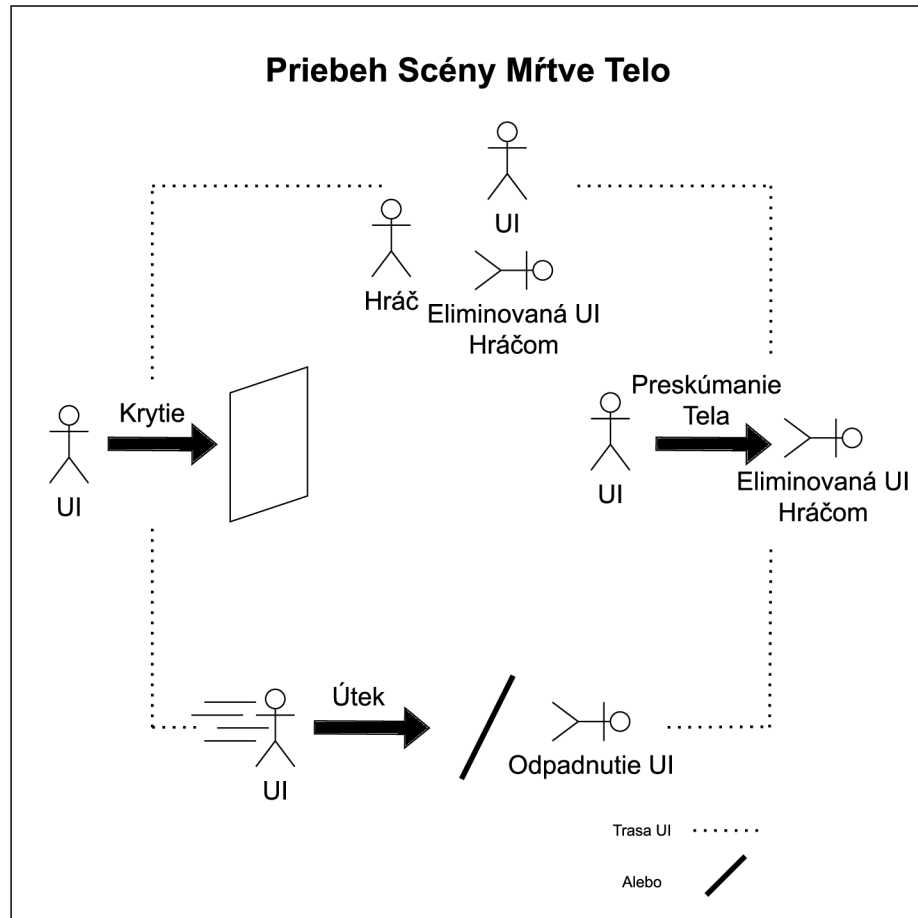 Priebeh Scény Mŕtve Telo
UI
Hráč
Eliminovaná UI
Hráčom
Krytie
UI
Preskúmanie
Tela
UI
Eliminovaná UI
Hráčom
Útek
UI
Odpadnutie UI
Trasa UI
Alebo